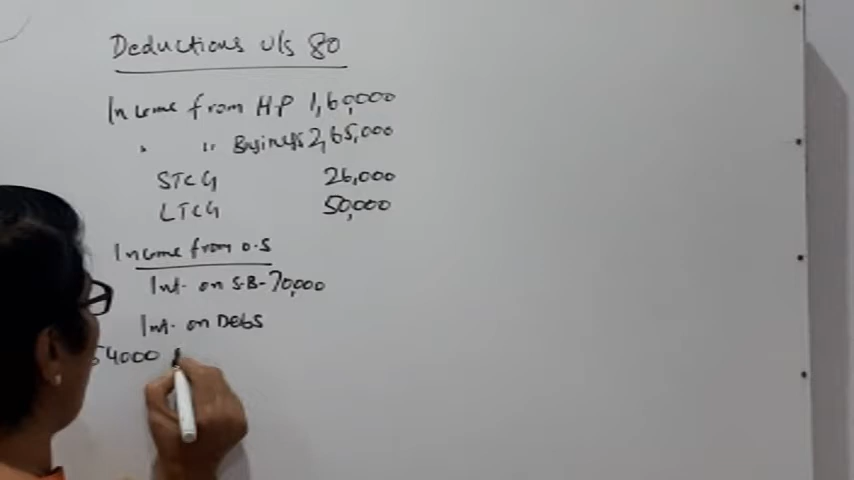 Deductions u/s 80
Income from H.P 1,60,000
" " Business 2,65,000
STCG 26,000
LTCG 50,000
Income from O.S
Int. on S.B- 70,000
Int. on Debs
54000